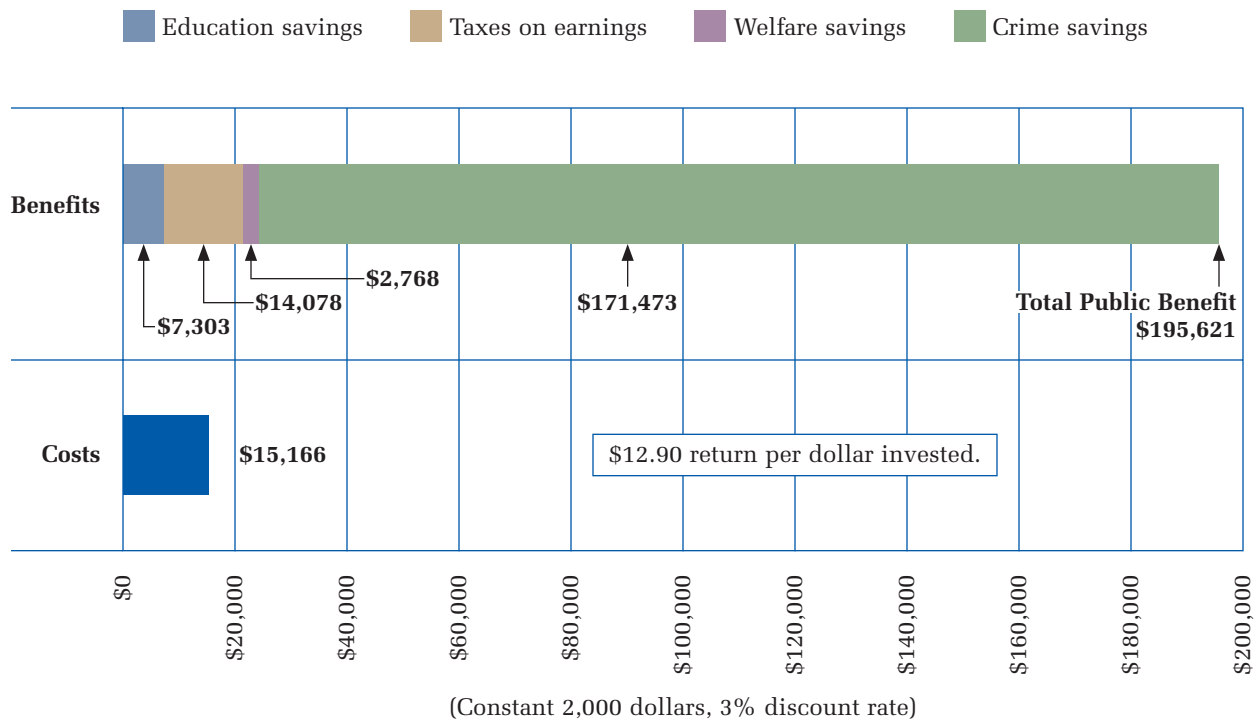 Education savings Taxes on earnings Welfare savings Crime savings
Benefits
$2,768
$14,078
$7,303
$171,473
Total Public Benefit
$195,621
Costs
$15,166
$12.90 return per dollar invested.
$0
$20,000
$40,000
$60,000
$80,000
$100,000
$120,000
$140,000
$160,000
$180,000
$200,000
(Constant 2,000 dollars, 3% discount rate)